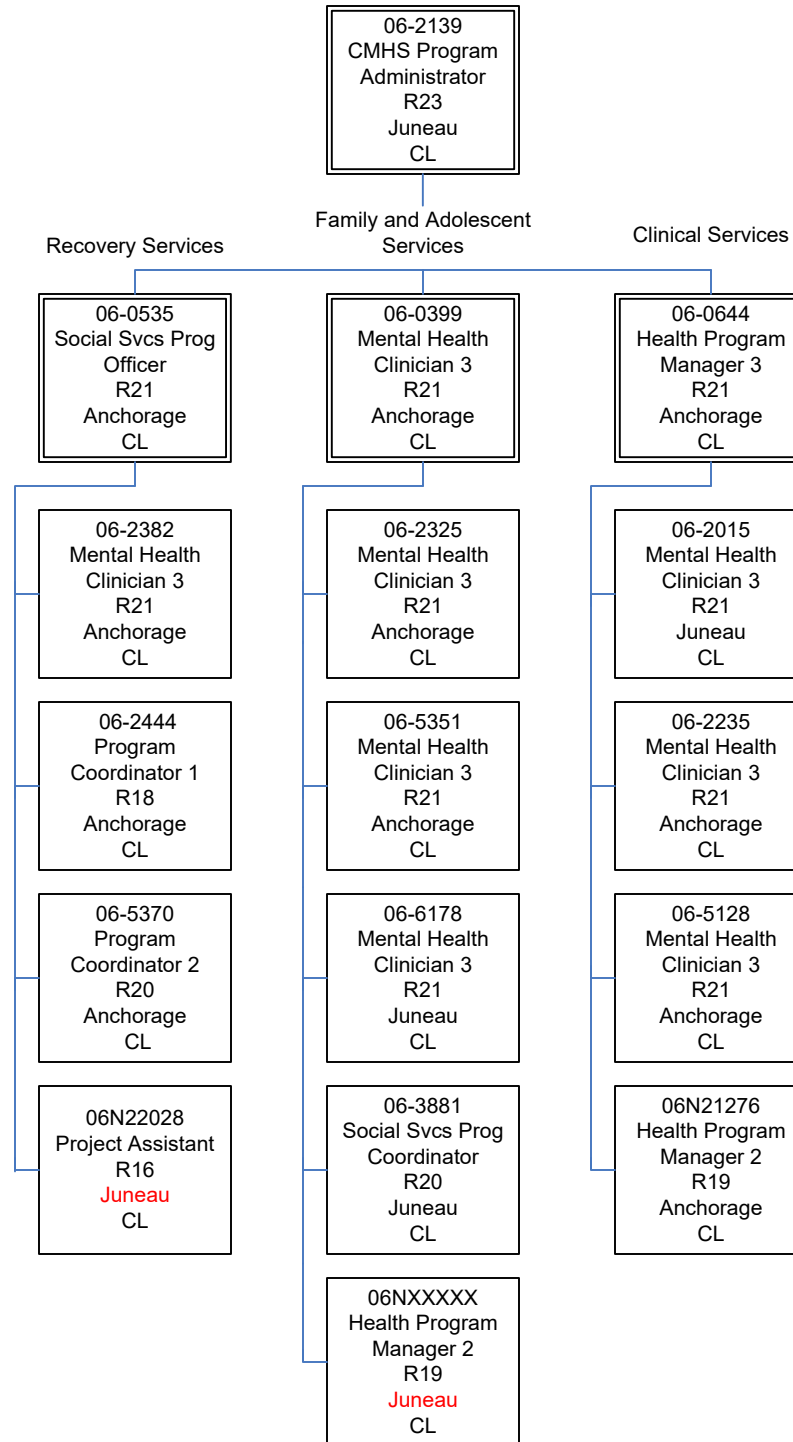 06-2139
CMHS Program
Administrator
R23
Juneau
CL
Recovery Services
Family and Adolescent
Services
Clinical Services
06-0535
Social Svcs Prog
Officer
R21
Anchorage
CL
06-0399
Mental Health
Clinician 3
R21
Anchorage
CL
06-0644
Health Program
Manager 3
R21
Anchorage
CL
06-2382
Mental Health
Clinician 3
R21
Anchorage
CL
06-2325
Mental Health
Clinician 3
R21
Anchorage
CL
06-2015
Mental Health
Clinician 3
R21
Juneau
CL
06-2444
Program
Coordinator 1
R18
Anchorage
CL
06-5351
Mental Health
Clinician 3
R21
Anchorage
CL
06-2235
Mental Health
Clinician 3
R21
Anchorage
CL
06-5370
Program
Coordinator 2
R20
Anchorage
CL
06-6178
Mental Health
Clinician 3
R21
Juneau
CL
06-5128
Mental Health
Clinician 3
R21
Anchorage
CL
06N22028
Project Assistant
R16
Juneau
CL
06-3881
Social Svcs Prog
Coordinator
R20
Juneau
CL
06N21276
Health Program
Manager 2
R19
Anchorage
CL
06NXXXXX
Health Program
Manager 2
R19
Juneau
CL